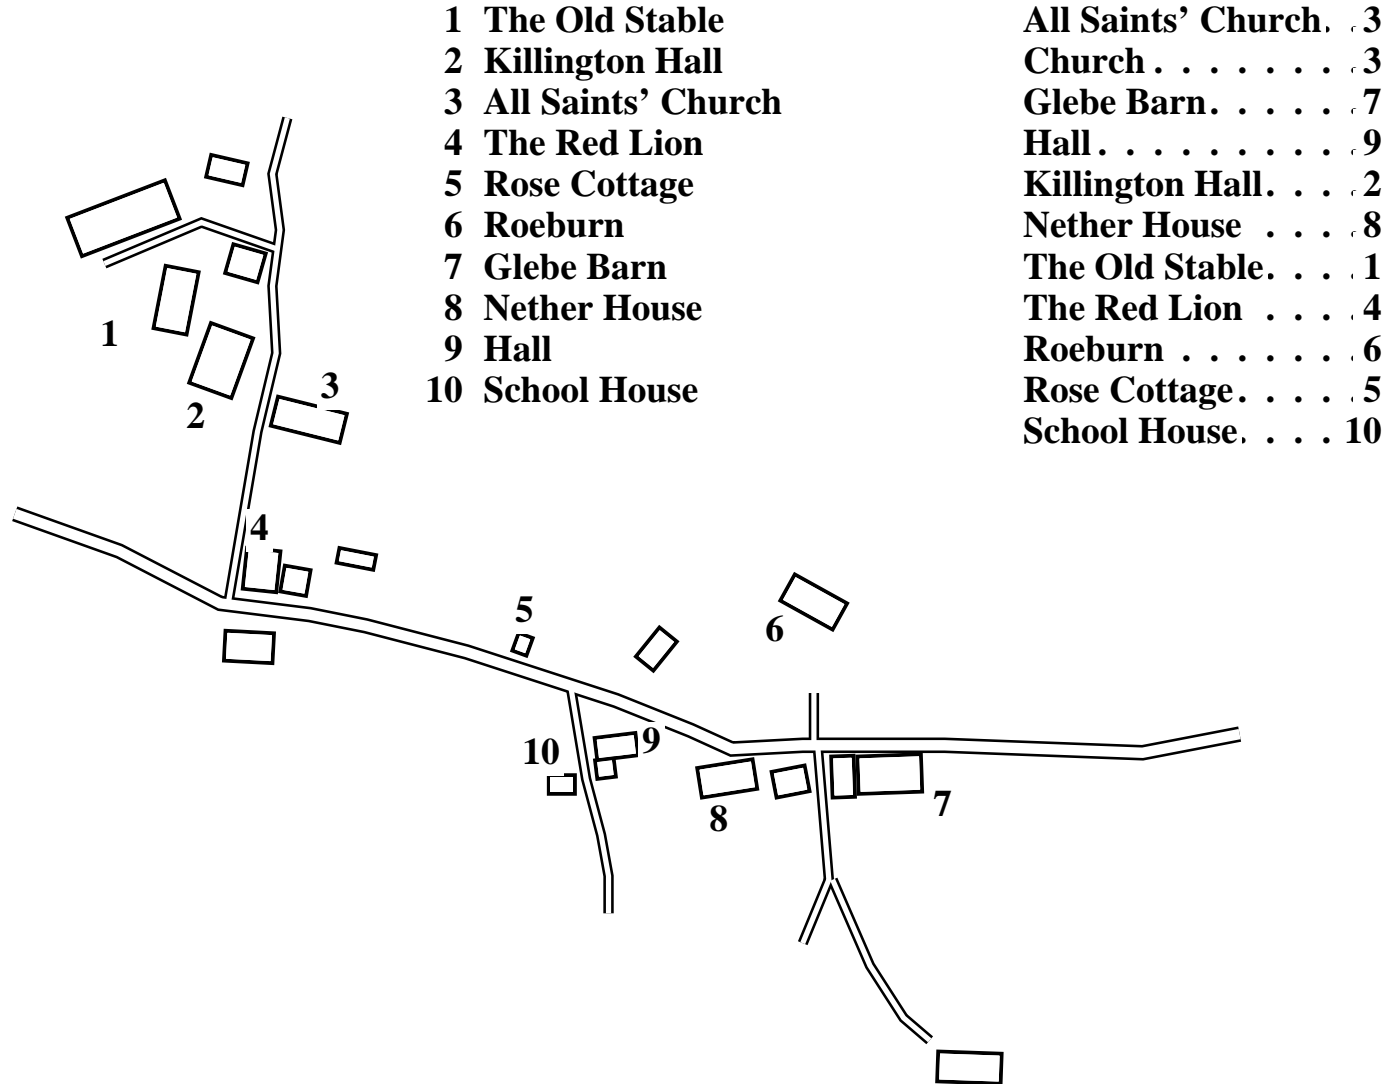 1 The Old Stable
2 Killington Hall
3 All Saints’ Church
4 The Red Lion
5 Rose Cottage
6 Roeburn
7 Glebe Barn
8 Nether House
9 Hall
10 School House
All Saints’ Church. . 3
Church . . . . . . . . . 3
Glebe Barn. . . . . . 7
Hall . . . . . . . . . . 9
Killington Hall. . . . 2
Nether House . . . . 8
The Old Stable. . . . 1
The Red Lion . . . . 4
Roeburn . . . . . . . 6
Rose Cottage. . . . . 5
School House. . . . 10
1
2
3
4
5
6
10
9
8
7